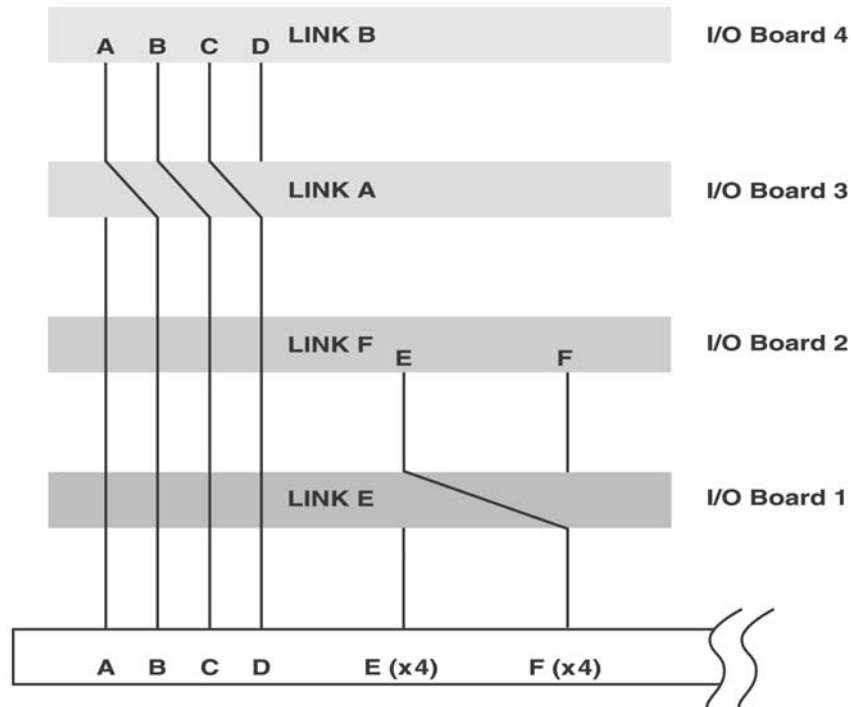 A B C D LINK B I/O Board 4
LINK A I/O Board 3
LINK F E F I/O Board 2
LINK E I/O Board 1
A B C D E (x4) F (x4)